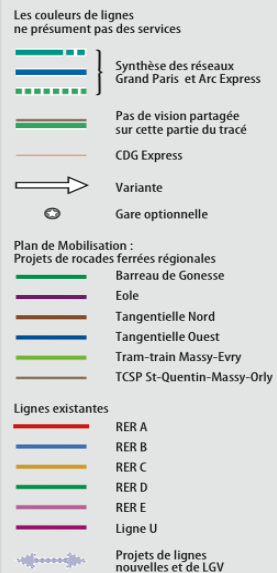 Les couleurs de lignes
ne présument pas des services
Synthèse des réseaux
Grand Paris et Arc Express
Pas de vision partagée
sur cette partie du tracé
CDG Express
Variante
Gare optionnelle
Plan de Mobilisation :
Projets de rocades ferrées régionales
Barreau de Gonesse
Eole
Tangentielle Nord
Tangentielle Ouest
Tram-train Massy-Evry
TCSP St-Quentin-Massy-Orly
Lignes existantes
RER A
RER B
RER C
RER D
RER E
Ligne U
Projets de lignes
nouvelles et de LGV